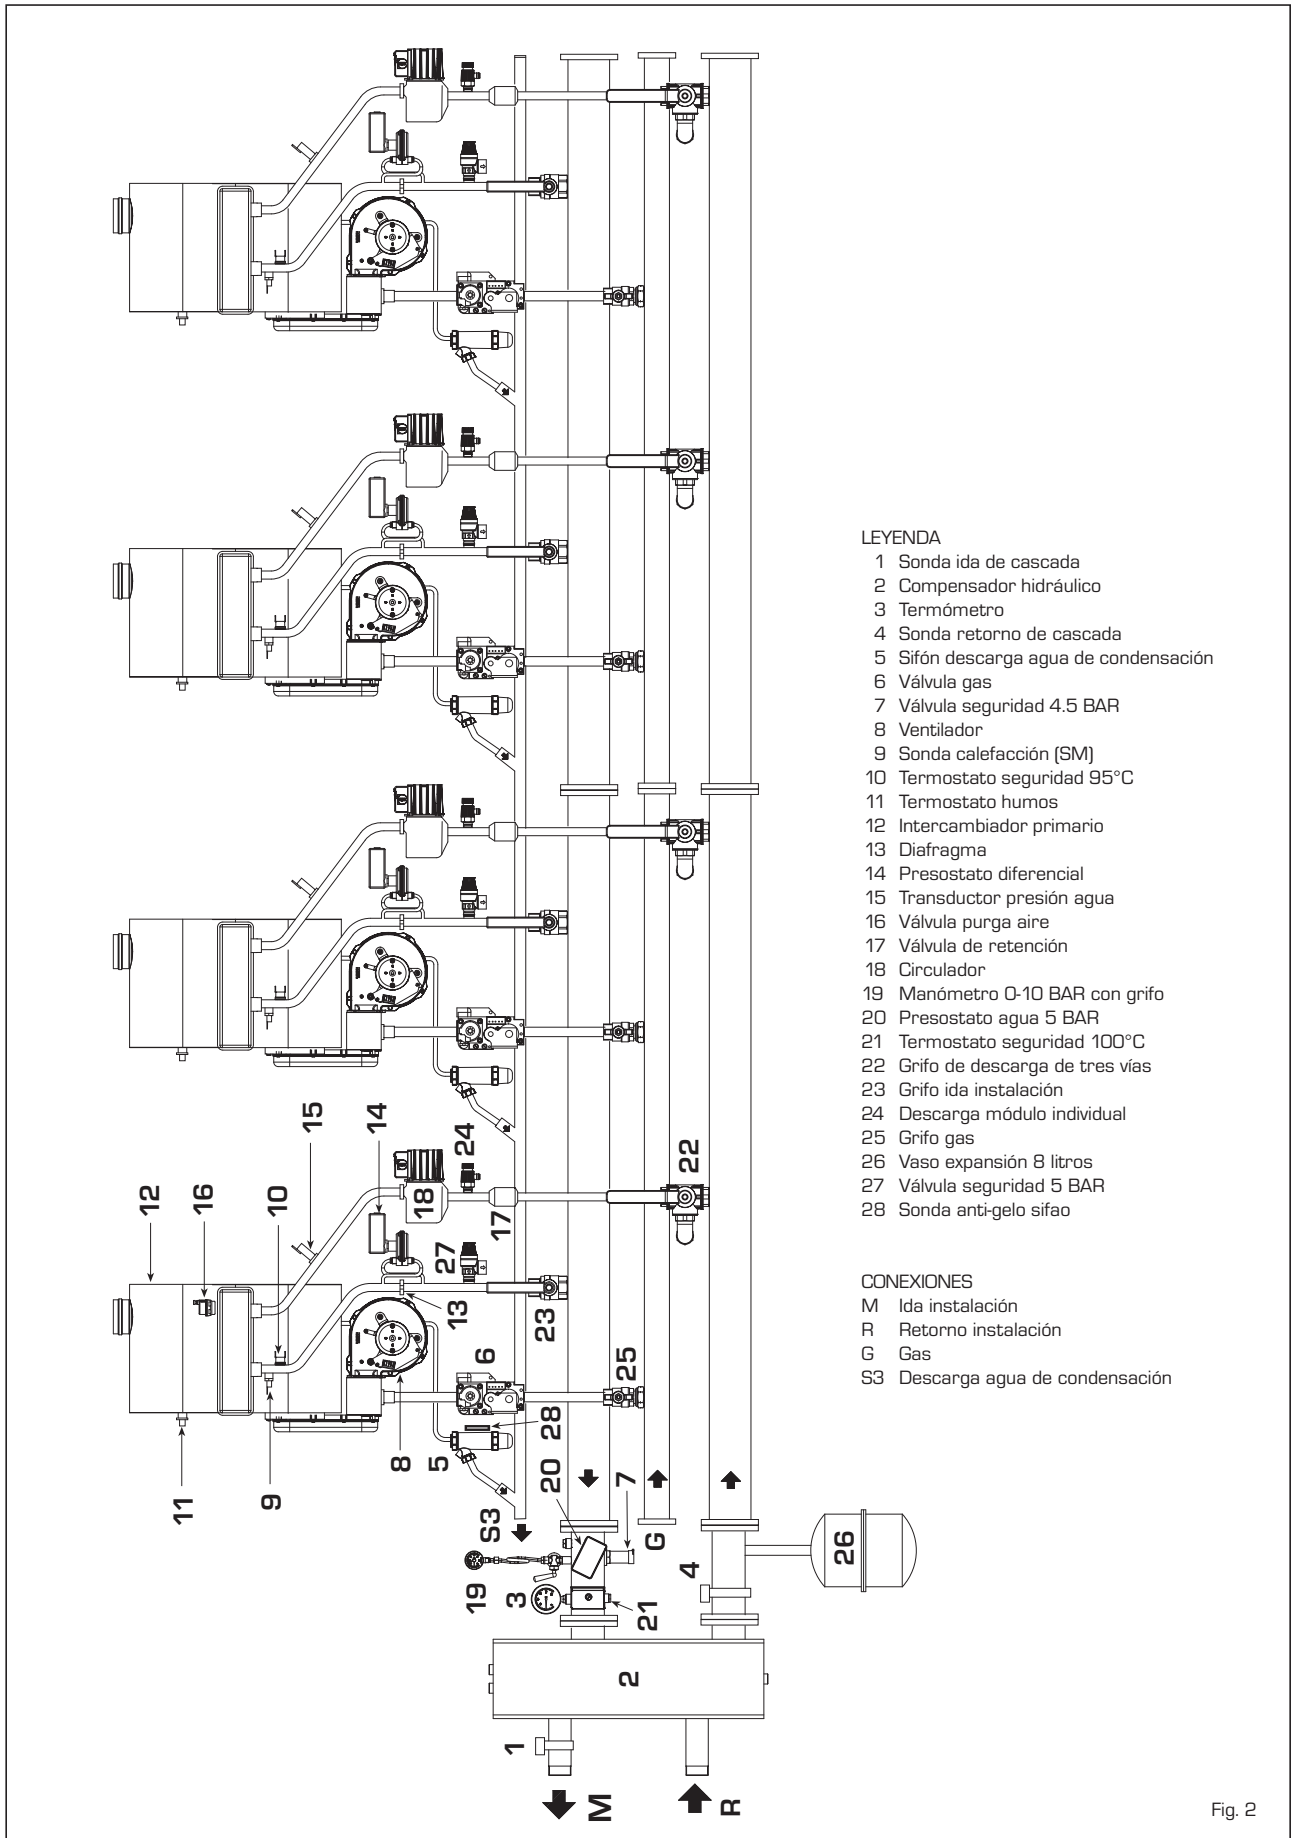 15
14
24
22
12
16
10
18
17
27
13
23
6
25
28
11
9
8
5
20
7
S3
G
19
3
21
4
26
2
1
M
R
LEYENDA
1 Sonda ida de cascada
2 Compensador hidráulico
3 Termómetro
4 Sonda retorno de cascada
5 Sifón descarga agua de condensación
6 Válvula gas
7 Válvula seguridad 4.5 BAR
8 Ventilador
9 Sonda calefacción (SM)
10 Termostato seguridad 95°C
11 Termostato humos
12 Intercambiador primario
13 Diafragma
14 Presostato diferencial
15 Transductor presión agua
16 Válvula purga aire
17 Válvula de retención
18 Circulador
19 Manómetro 0-10 BAR con grifo
20 Presostato agua 5 BAR
21 Termostato seguridad 100°C
22 Grifo de descarga de tres vías
23 Grifo ida instalación
24 Descarga módulo individual
25 Grifo gas
26 Vaso expansión 8 litros
27 Válvula seguridad 5 BAR
28 Sonda anti-gelo sifao
CONEXIONES
M Ida instalación
R Retorno instalación
G Gas
S3 Descarga agua de condensación
Fig. 2